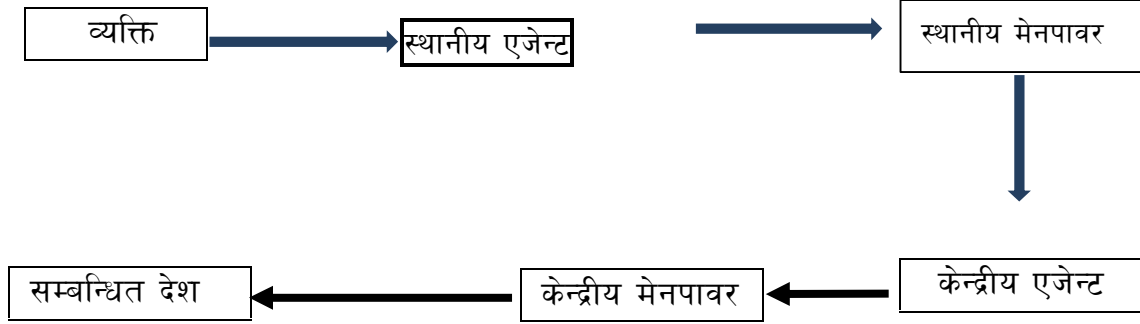 व्यक्ति
स्थानीय एजेन्ट
स्थानीय मेनपावर
केन्द्रीय एजेन्ट
केन्द्रीय मेनपावर
सम्बन्धित देश